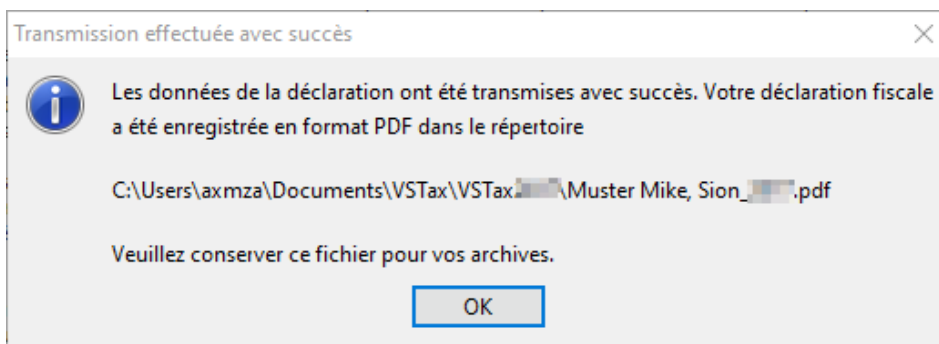 Transmission effectuée avec succès
Les données de la déclaration ont été transmises avec succès. Votre déclaration fiscale
a été enregistrée en format PDF dans le répertoire
C:\Users\axmza\Documents\VSTax\VSTax \Muster Mike, Sion_ .pdf
Veuillez conserver ce fichier pour vos archives.
OK